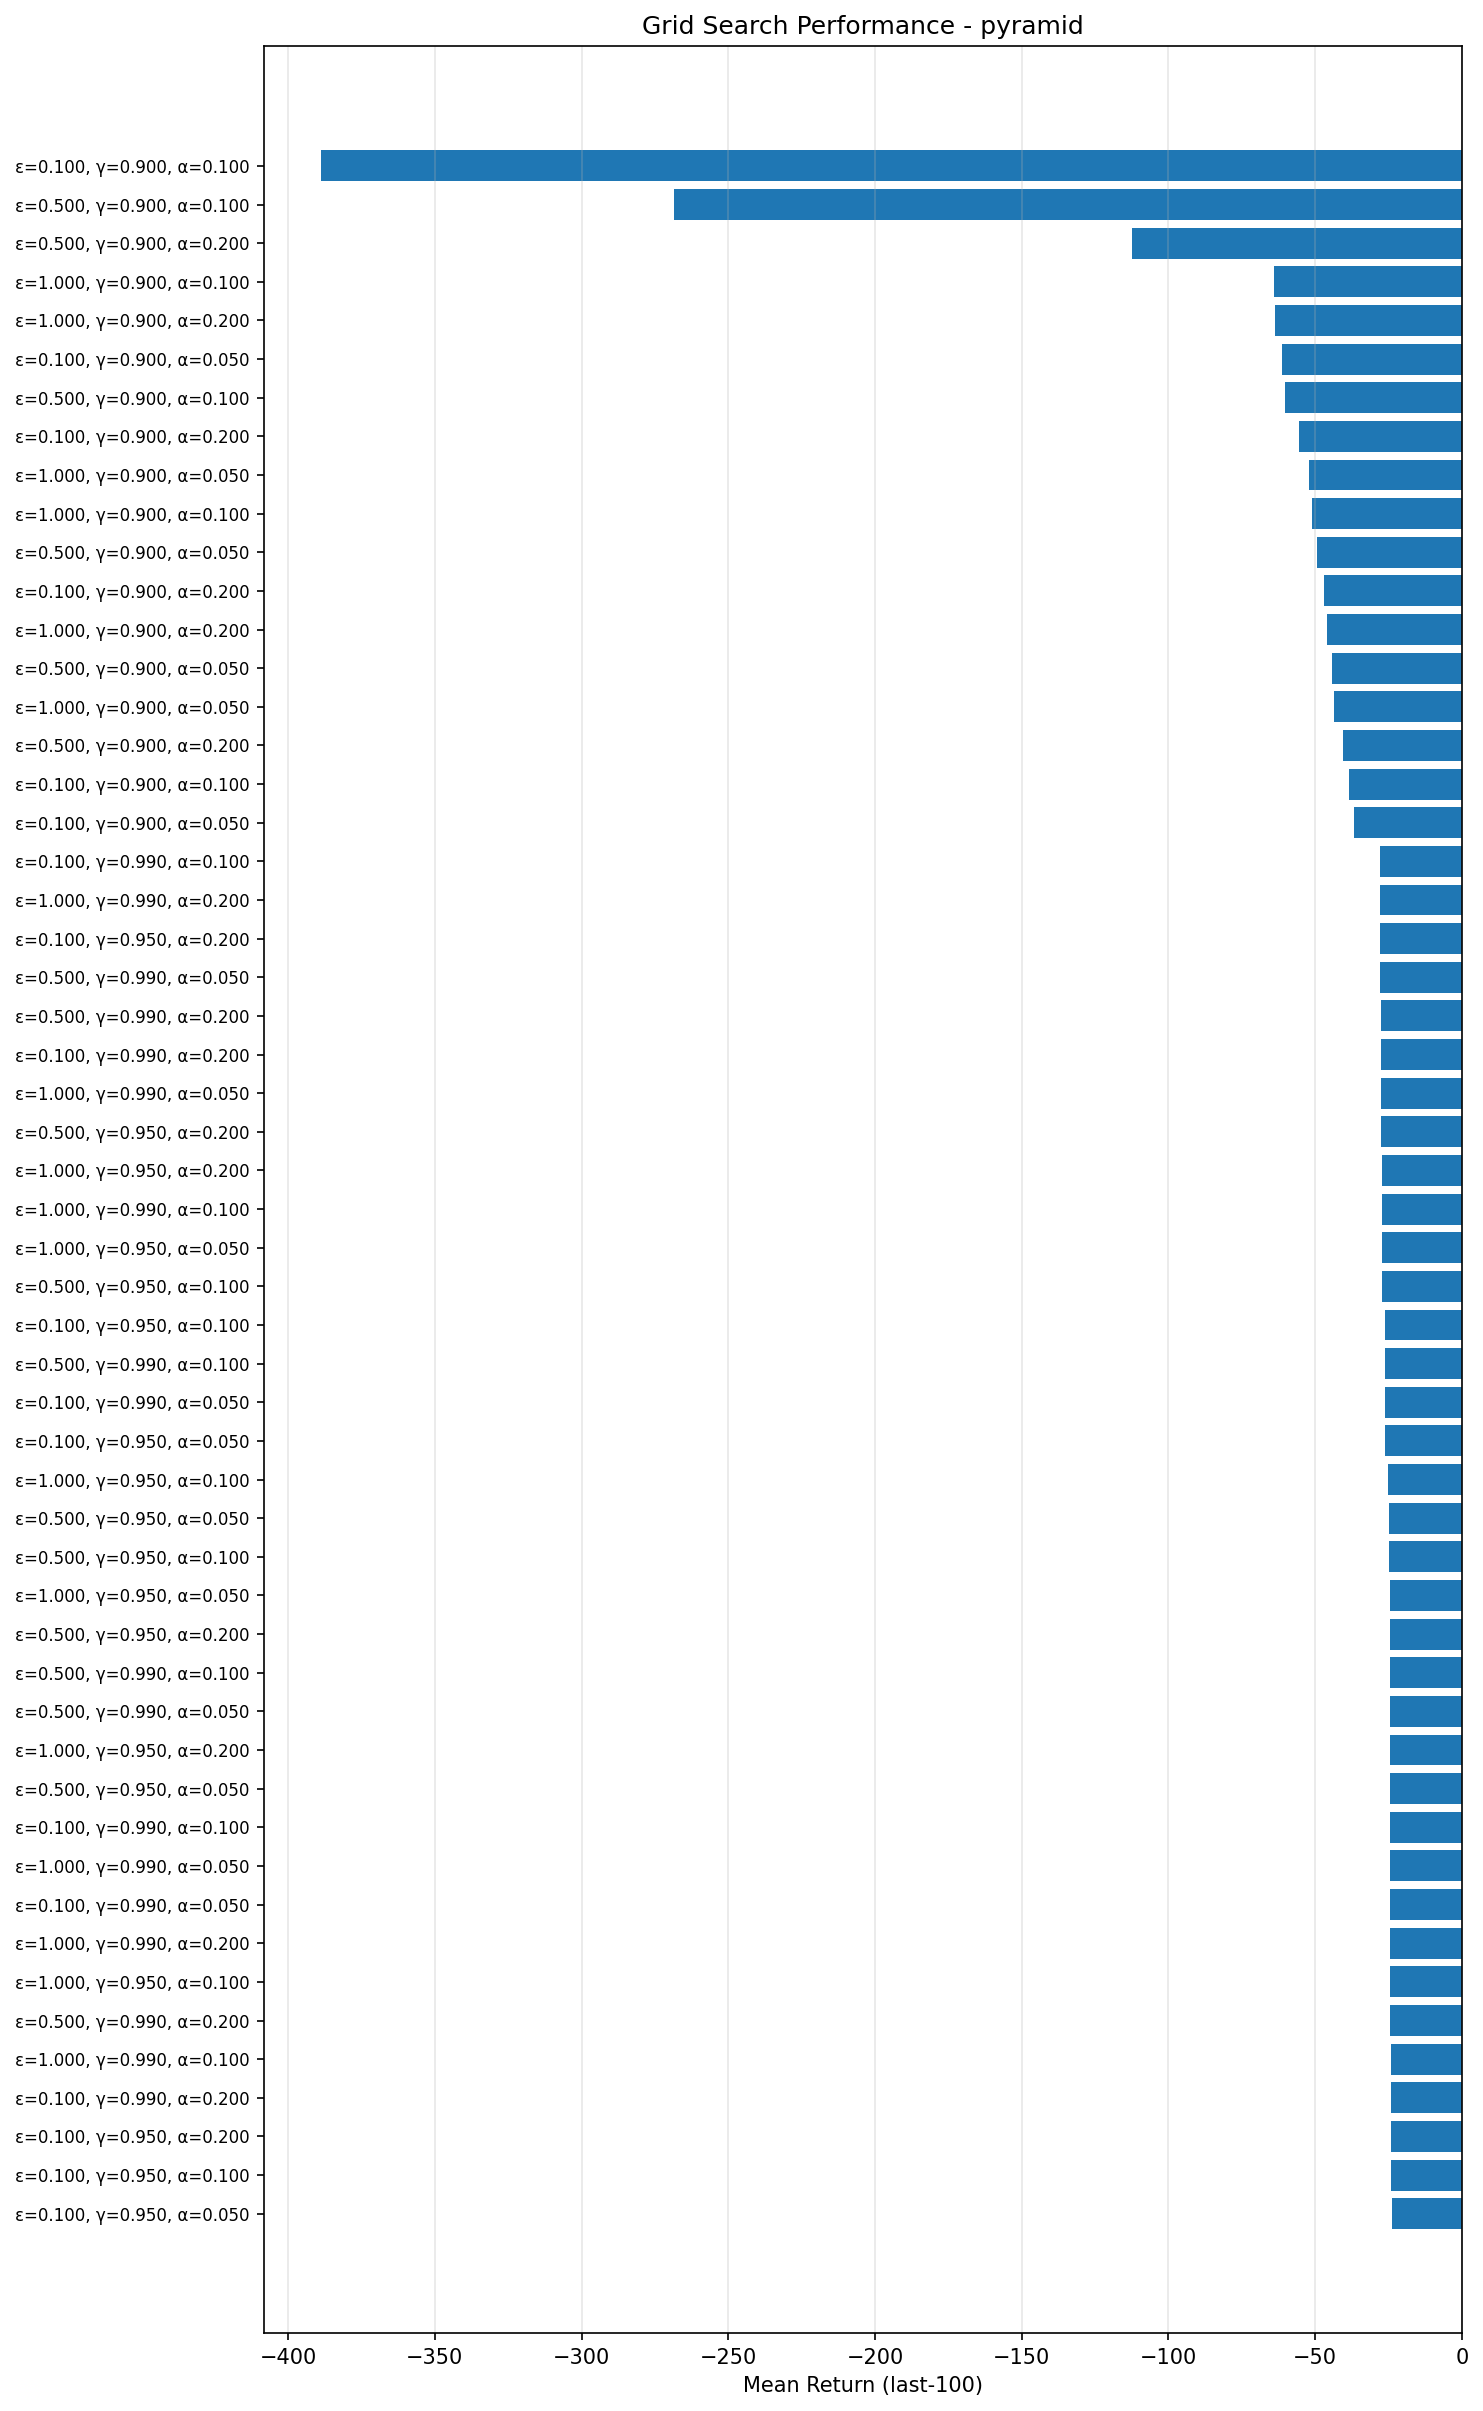 Grid Search Performance - pyramid
ε=0.100, γ=0.900, α=0.100
ε=0.500, γ=0.900, α=0.100
ε=0.500, γ=0.900, α=0.200
ε=1.000, γ=0.900, α=0.100
ε=1.000, γ=0.900, α=0.200
ε=0.100, γ=0.900, α=0.050
ε=0.500, γ=0.900, α=0.100
ε=0.100, γ=0.900, α=0.200
ε=1.000, γ=0.900, α=0.050
ε=1.000, γ=0.900, α=0.100
ε=0.500, γ=0.900, α=0.050
ε=0.100, γ=0.900, α=0.200
ε=1.000, γ=0.900, α=0.200
ε=0.500, γ=0.900, α=0.050
ε=1.000, γ=0.900, α=0.050
ε=0.500, γ=0.900, α=0.200
ε=0.100, γ=0.900, α=0.100
ε=0.100, γ=0.900, α=0.050
ε=0.100, γ=0.990, α=0.100
ε=1.000, γ=0.990, α=0.200
ε=0.100, γ=0.950, α=0.200
ε=0.500, γ=0.990, α=0.050
ε=0.500, γ=0.990, α=0.200
ε=0.100, γ=0.990, α=0.200
ε=1.000, γ=0.990, α=0.050
ε=0.500, γ=0.950, α=0.200
ε=1.000, γ=0.950, α=0.200
ε=1.000, γ=0.990, α=0.100
ε=1.000, γ=0.950, α=0.050
ε=0.500, γ=0.950, α=0.100
ε=0.100, γ=0.950, α=0.100
ε=0.500, γ=0.990, α=0.100
ε=0.100, γ=0.990, α=0.050
ε=0.100, γ=0.950, α=0.050
ε=1.000, γ=0.950, α=0.100
ε=0.500, γ=0.950, α=0.050
ε=0.500, γ=0.950, α=0.100
ε=1.000, γ=0.950, α=0.050
ε=0.500, γ=0.950, α=0.200
ε=0.500, γ=0.990, α=0.100
ε=0.500, γ=0.990, α=0.050
ε=1.000, γ=0.950, α=0.200
ε=0.500, γ=0.950, α=0.050
ε=0.100, γ=0.990, α=0.100
ε=1.000, γ=0.990, α=0.050
ε=0.100, γ=0.990, α=0.050
ε=1.000, γ=0.990, α=0.200
ε=1.000, γ=0.950, α=0.100
ε=0.500, γ=0.990, α=0.200
ε=1.000, γ=0.990, α=0.100
ε=0.100, γ=0.990, α=0.200
ε=0.100, γ=0.950, α=0.200
ε=0.100, γ=0.950, α=0.100
ε=0.100, γ=0.950, α=0.050
−400 −350 −300 −250 −200 −150 −100 −50 0
Mean Return (last-100)